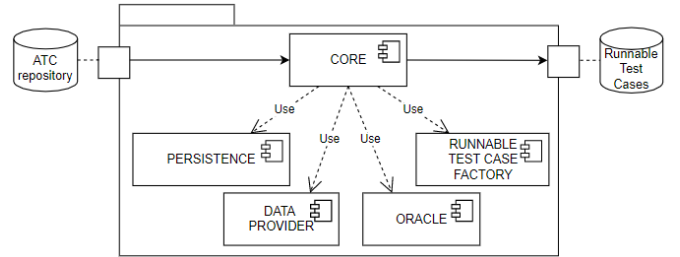 ATC
repository
CORE
Runnable
Test
Cases
Use
Use
Use
Use
PERSISTENCE
RUNNABLE
TEST CASE
FACTORY
DATA
PROVIDER
ORACLE